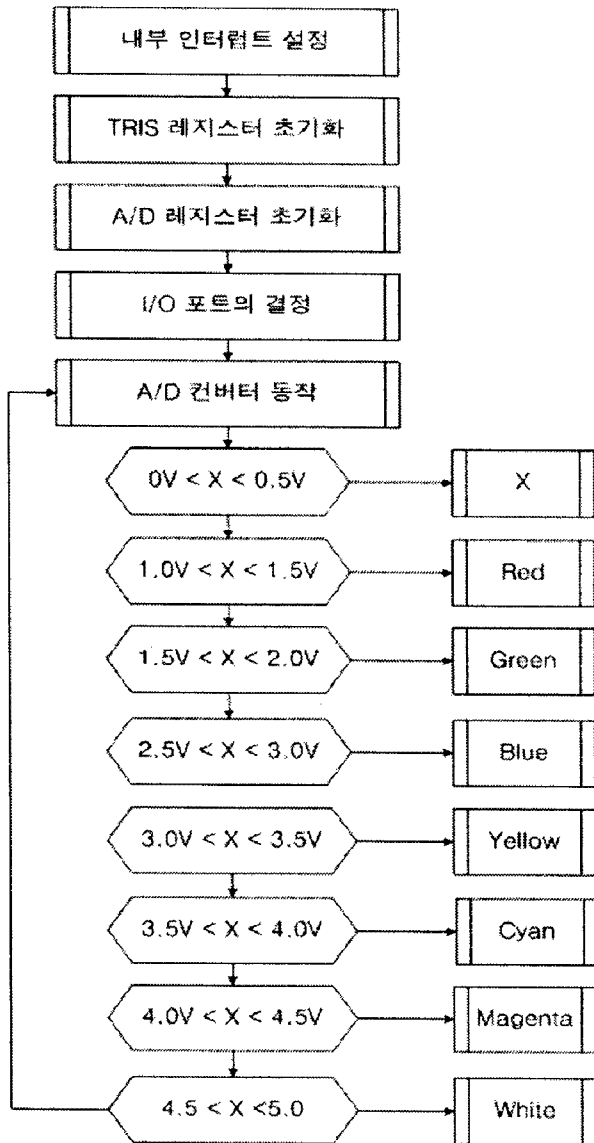 내부 인터럽트 설정
TRIS 레지스터 초기화
A/D 레지스터 초기화
I/O 포트의 결정
A/D 컨버터 동작
0V < X < 0.5V
X
1.0V < X < 1.5V
Red
1.5V < X < 2.0V
Green
2.5V < X < 3.0V
Blue
3.0V < X < 3.5V
Yellow
3.5V < X < 4.0V
Cyan
4.0V < X < 4.5V
Magenta
4.5 < X <5.0
White